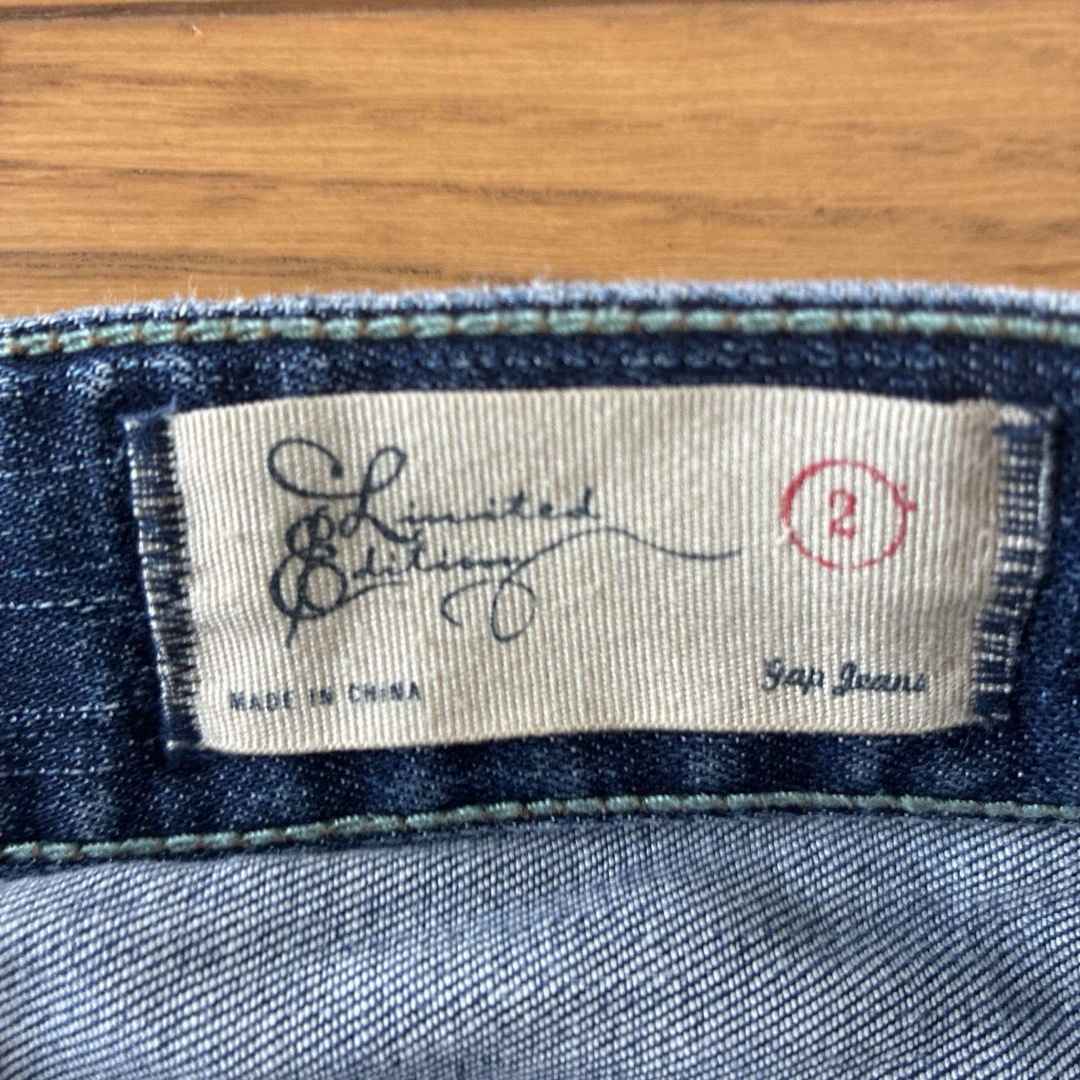 Limited
Edition
2
MADE IN CHINA
gap Jeans